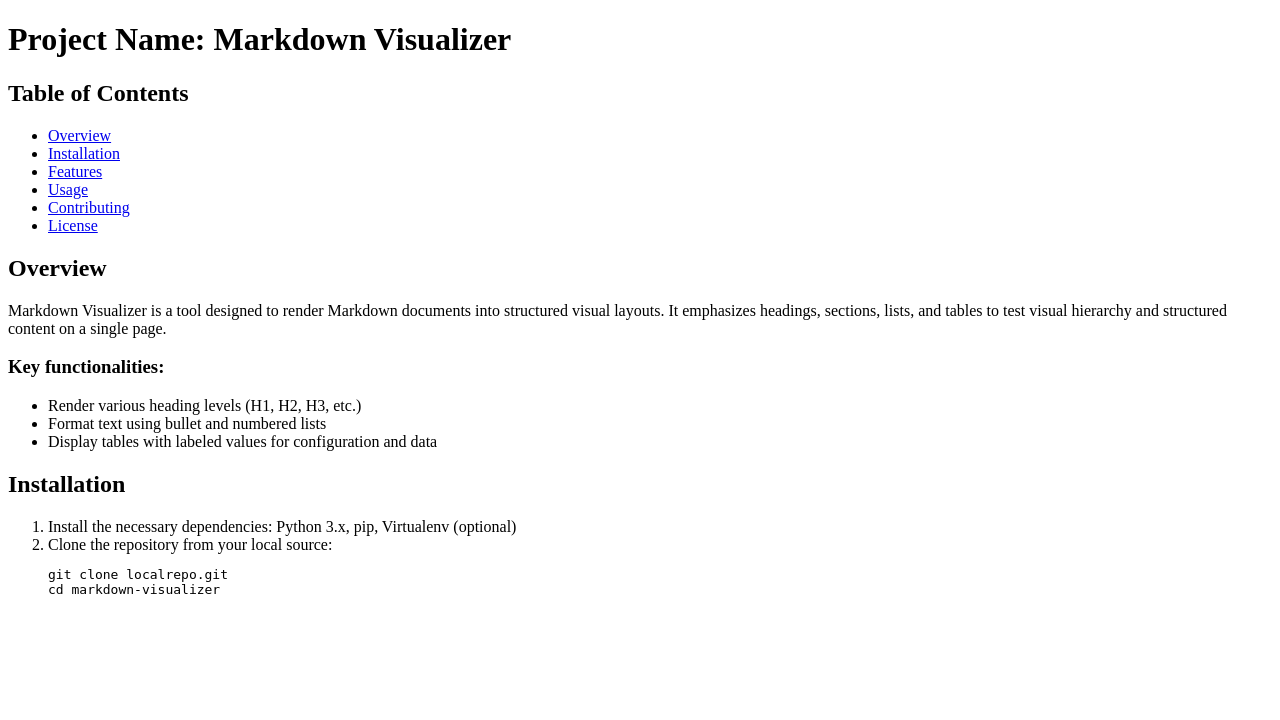 Project Name: Markdown Visualizer
Table of Contents
• Overview
• Installation
• Features
• Usage
• Contributing
• License
Overview
Markdown Visualizer is a tool designed to render Markdown documents into structured visual layouts. It emphasizes headings, sections, lists, and tables to test visual hierarchy and structured
content on a single page.
Key functionalities:
• Render various heading levels (H1, H2, H3, etc.)
• Format text using bullet and numbered lists
• Display tables with labeled values for configuration and data
Installation
1. Install the necessary dependencies: Python 3.x, pip, Virtualenv (optional)
2. Clone the repository from your local source:
git clone localrepo.git
cd markdown-visualizer